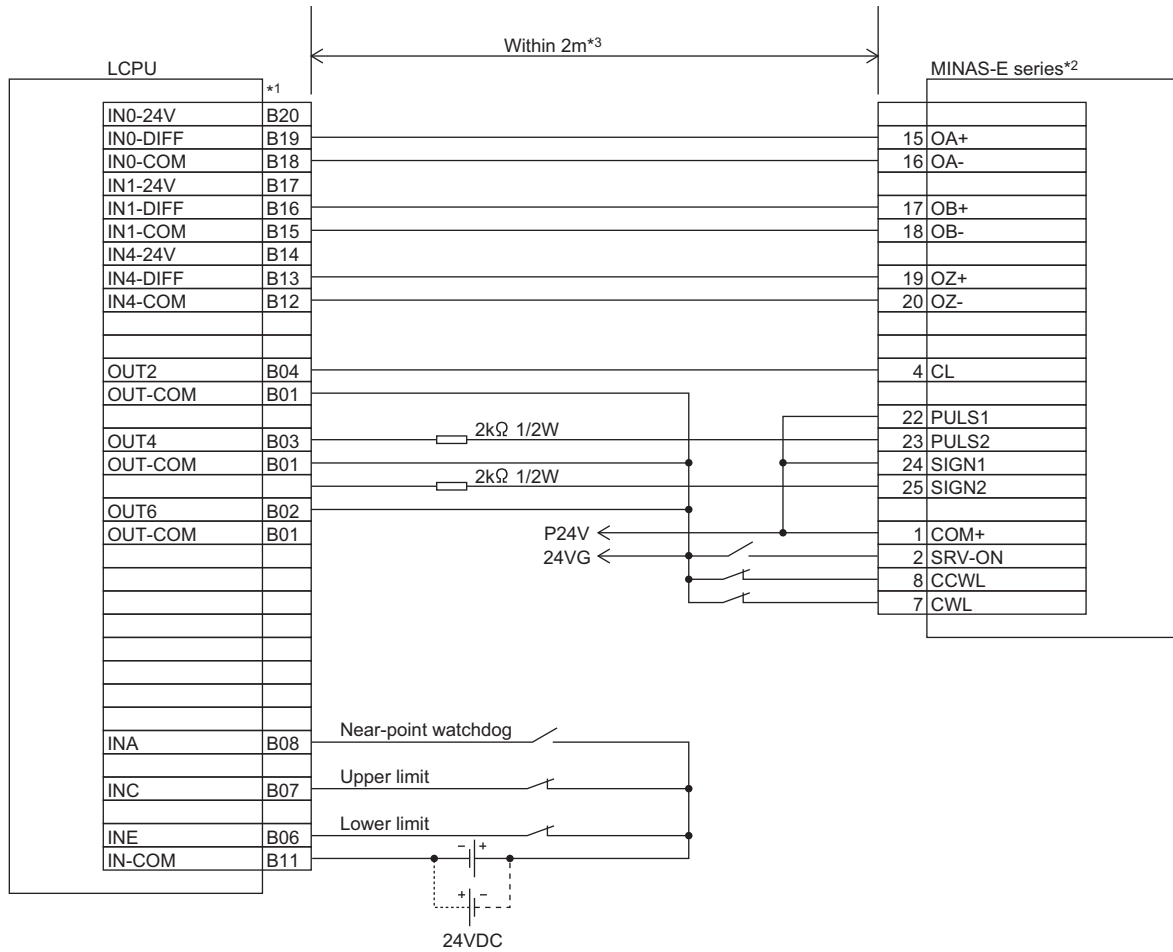 Within 2m*3
LCPU
MINAS-E series*2
*1
IN0-24V B20
IN0-DIFF B19 15 OA+
IN0-COM B18 16 OA-
IN1-24V B17
IN1-DIFF B16 17 OB+
IN1-COM B15 18 OB-
IN4-24V B14
IN4-DIFF B13 19 OZ+
IN4-COM B12 20 OZ-
OUT2 B04 4 CL
OUT-COM B01
22 PULS1
OUT4 B03 2kΩ 1/2W 23 PULS2
OUT-COM B01 24 SIGN1
2kΩ 1/2W 25 SIGN2
OUT6 B02
OUT-COM B01 P24V 1 COM+
24VG 2 SRV-ON
8 CCWL
7 CWL
INA B08 Near-point watchdog
INC B07 Upper limit
INE B06 Lower limit
IN-COM B11 - +
+ -
24VDC